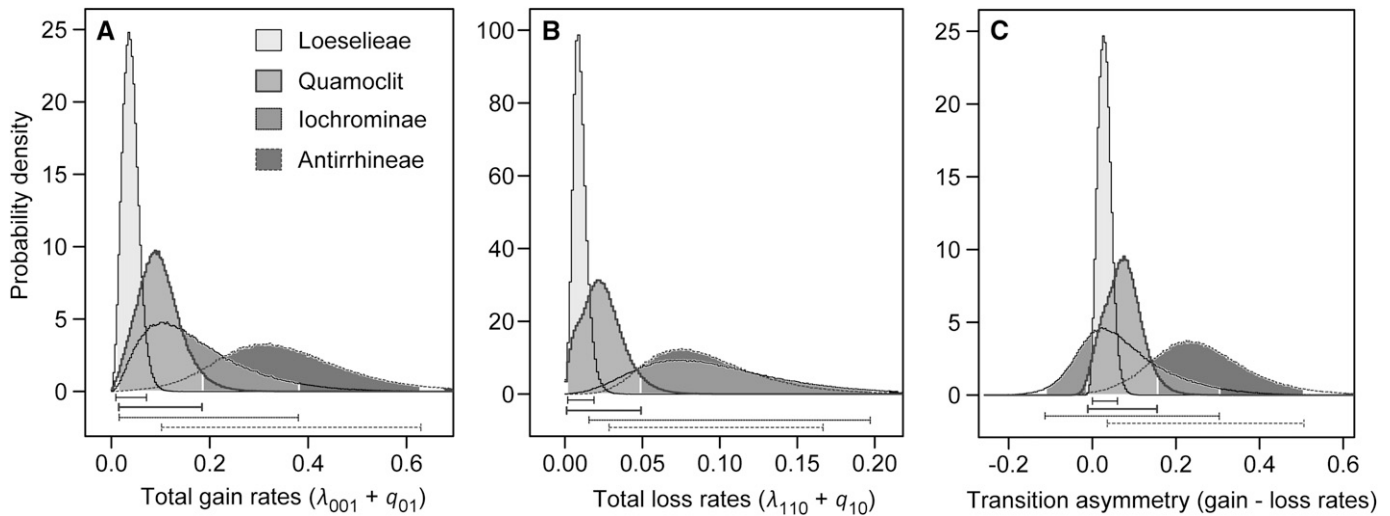 A
Loeselieae
Quamoclit
Iochrominae
Antirrhineae
Probability density
25
20
15
10
5
0
0.0 0.2 0.4 0.6
Total gain rates (λ001 + q01)
B
100
80
60
40
20
0
0.00 0.05 0.10 0.15 0.20
Total loss rates (λ110 + q10)
C
25
20
15
10
5
0
-0.2 0.0 0.2 0.4 0.6
Transition asymmetry (gain - loss rates)